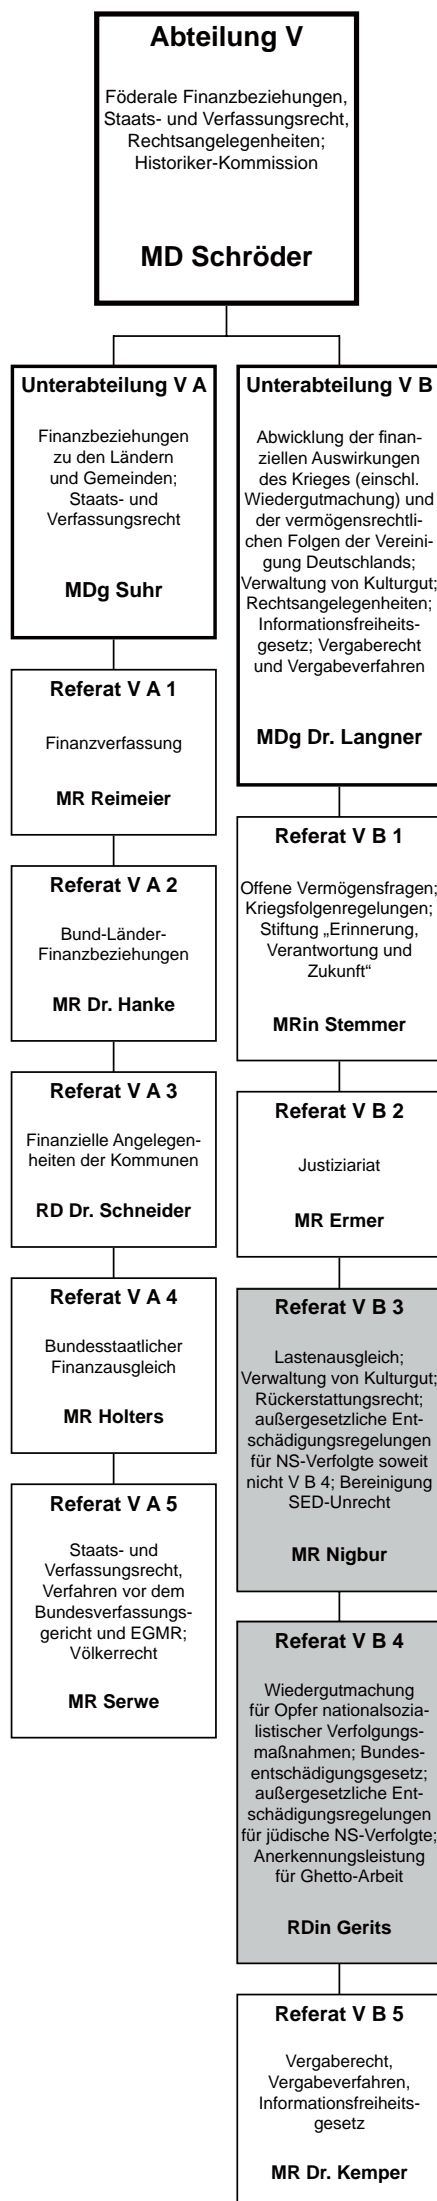 Abteilung V
Föderale Finanzbeziehungen,
Staats- und Verfassungsrecht,
Rechtsangelegenheiten;
Historiker-Kommission
MD Schröder
Unterabteilung V A
Finanzbeziehungen
zu den Ländern
und Gemeinden;
Staats- und
Verfassungsrecht
MDg Suhr
Referat V A 1
Finanzverfassung
MR Reimeier
Referat V A 2
Bund-Länder-
Finanzbeziehungen
MR Dr. Hanke
Referat V A 3
Finanzielle Angelegen-
heiten der Kommunen
RD Dr. Schneider
Referat V A 4
Bundesstaatlicher
Finanzausgleich
MR Holters
Referat V A 5
Staats- und
Verfassungsrecht,
Verfahren vor dem
Bundesverfassungs-
gericht und EGMR;
Völkerrecht
MR Serwe
Unterabteilung V B
Abwicklung der finan-
ziellen Auswirkungen
des Krieges (einschl.
Wiedergutmachung) und
der vermögensrechtli-
chen Folgen der Vereini-
gung Deutschlands;
Verwaltung von Kulturgut;
Rechtsangelegenheiten;
Informationsfreiheits-
gesetz; Vergaberecht
und Vergabeverfahren
MDg Dr. Langner
Referat V B 1
Offene Vermögensfragen;
Kriegsfolgenregelungen;
Stiftung „Erinnerung,
Verantwortung und
Zukunft“
MRin Stemmer
Referat V B 2
Justiziariat
MR Ermer
Referat V B 3
Lastenausgleich;
Verwaltung von Kulturgut;
Rückerstattungsrecht;
außergesetzliche Ent-
schädigungsregelungen
für NS-Verfolgte soweit
nicht V B 4; Bereinigung
SED-Unrecht
MR Nigbur
Referat V B 4
Wiedergutmachung
für Opfer nationalsozia-
listischer Verfolgungs-
maßnahmen; Bundes-
entschädigungsgesetz;
außergesetzliche Ent-
schädigungsregelungen
für jüdische NS-Verfolgte;
Anerkennungsleistung
für Ghetto-Arbeit
RDin Gerits
Referat V B 5
Vergaberecht,
Vergabeverfahren,
Informationsfreiheits-
gesetz
MR Dr. Kemper